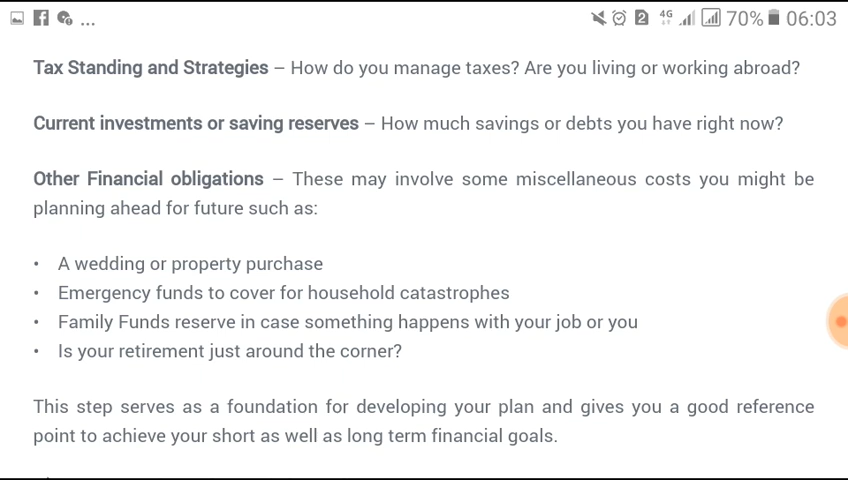 ... 2 4G 70% 06:03
Tax Standing and Strategies – How do you manage taxes? Are you living or working abroad?
Current investments or saving reserves – How much savings or debts you have right now?
Other Financial obligations – These may involve some miscellaneous costs you might be
planning ahead for future such as:
• A wedding or property purchase
• Emergency funds to cover for household catastrophes
• Family Funds reserve in case something happens with your job or you
• Is your retirement just around the corner?
This step serves as a foundation for developing your plan and gives you a good reference
point to achieve your short as well as long term financial goals.